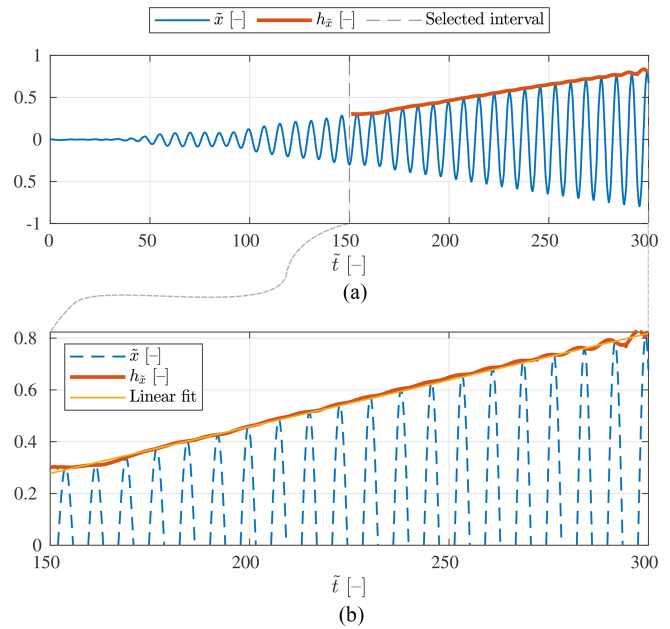 x̃ [–] h_x̃ [–] Selected interval
1
0.5
0
0.5
-1
0 50 100 150 200 250 300
t̃ [–]
(a)
0.8
0.6
0.4
0.2
0
x̃ [–]
h_x̃ [–]
Linear fit
150 200 250 300
t̃ [–]
(b)